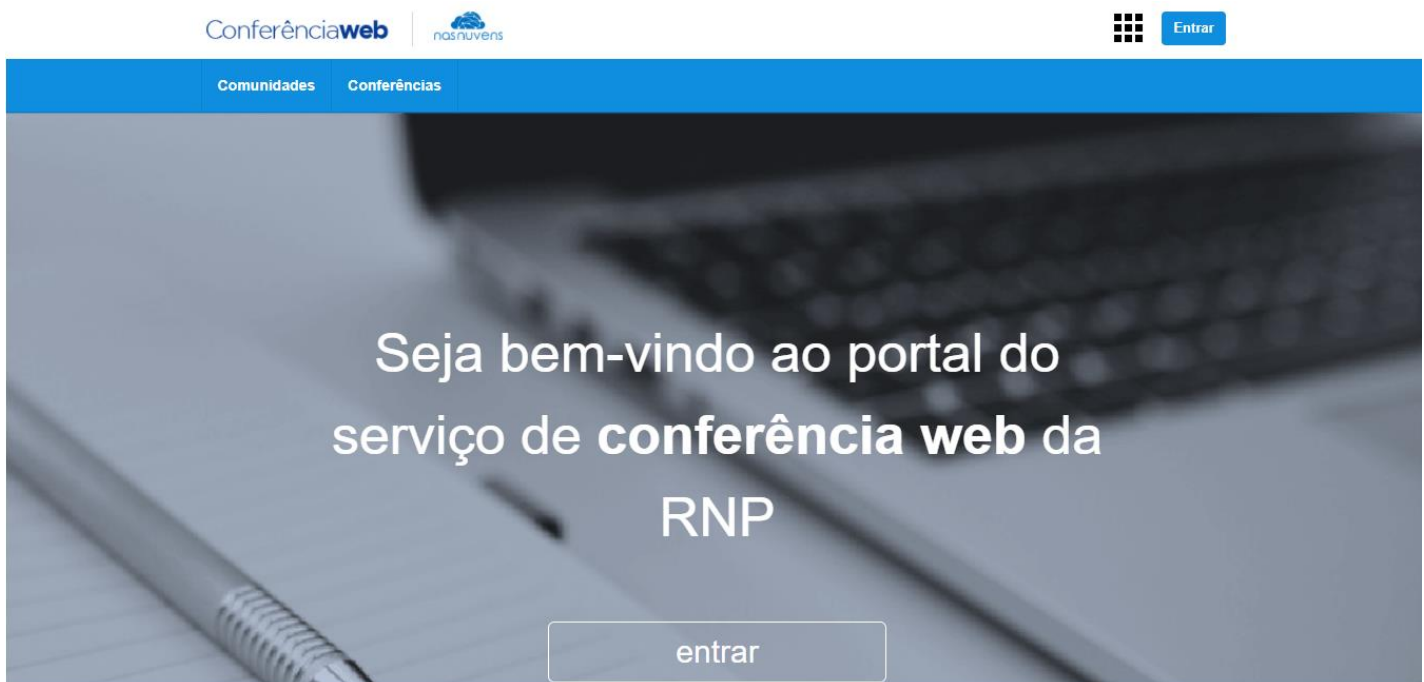 Conferênciaweb
nasnuvens
Entrar
Comunidades
Conferências
Seja bem-vindo ao portal do
serviço de conferência web da
RNP
entrar